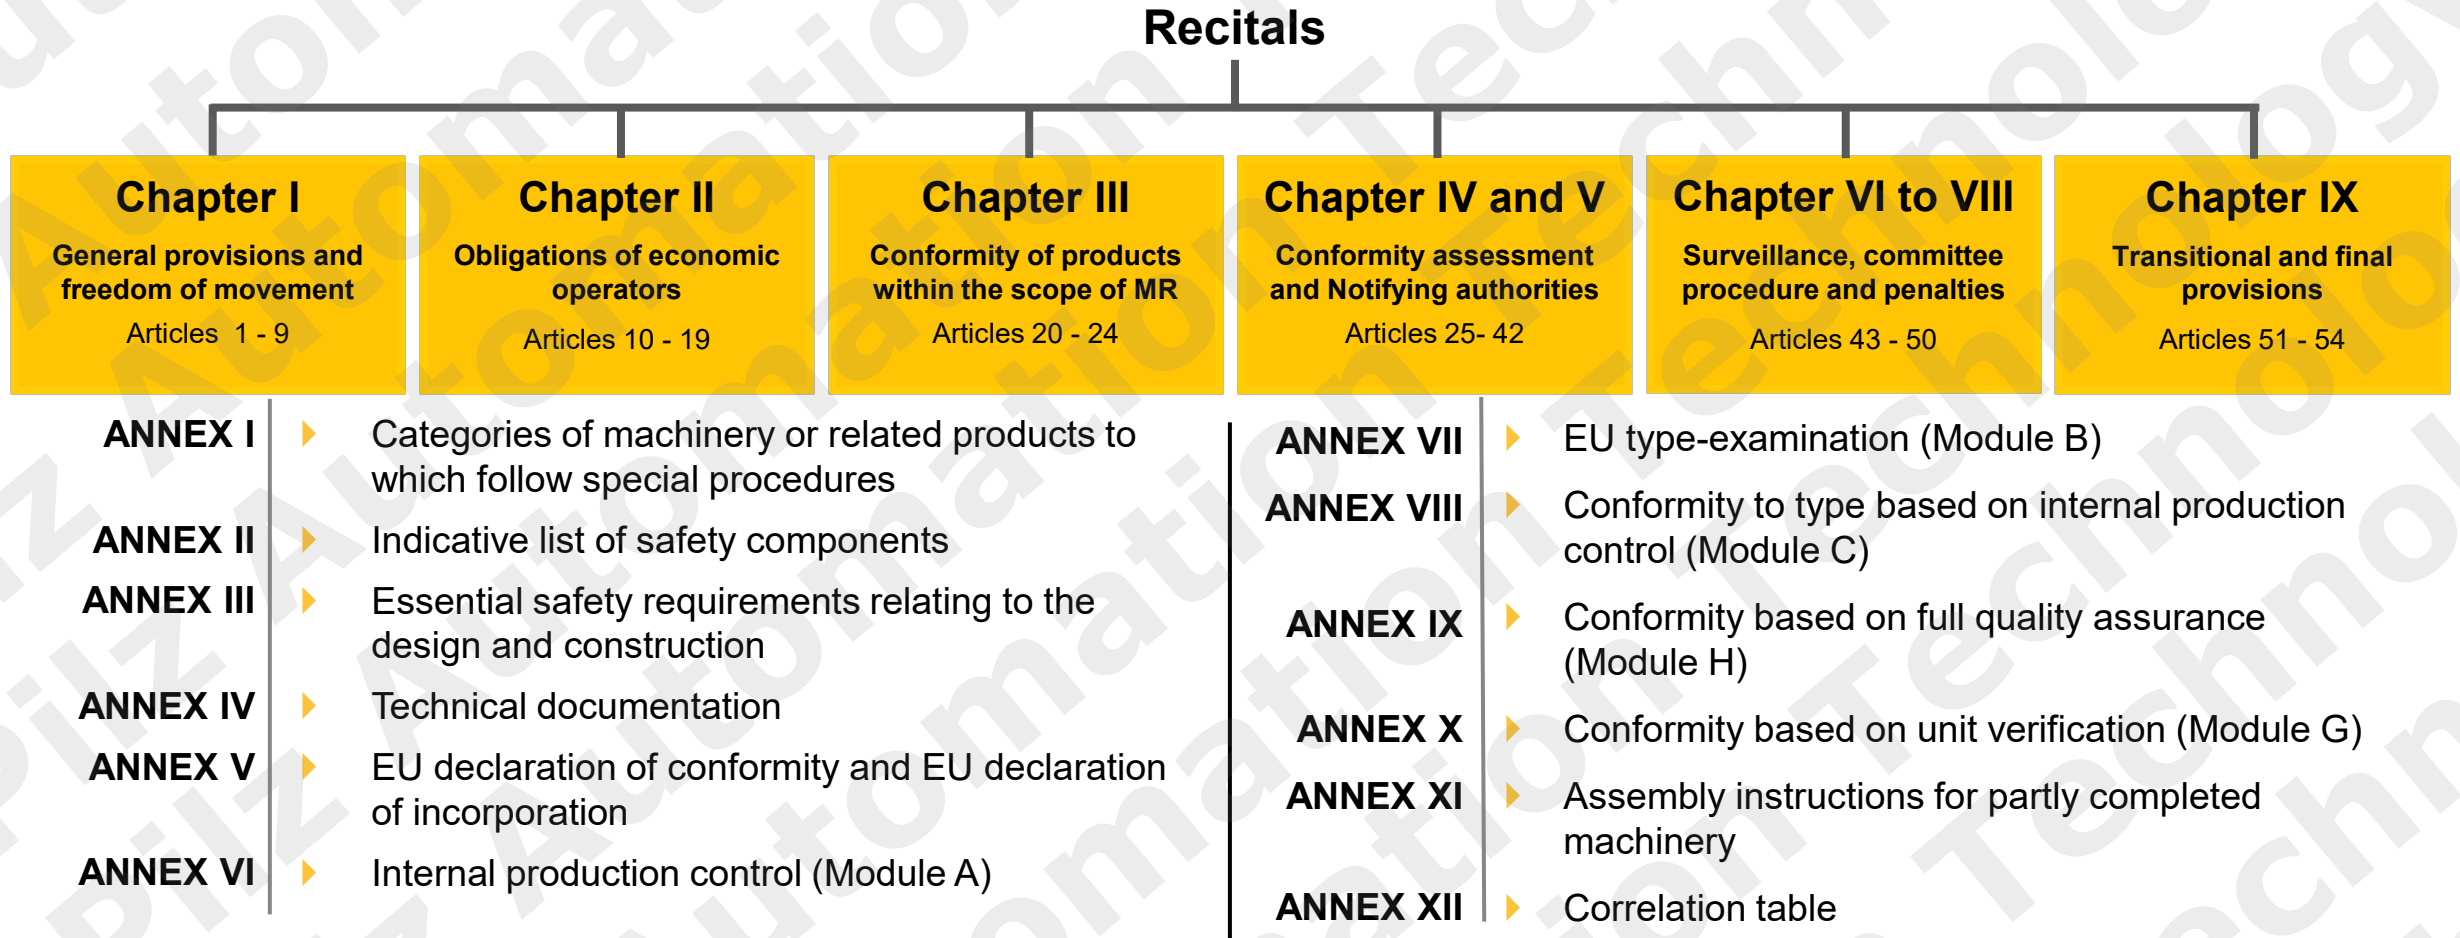 Recitals
Chapter I
General provisions and
freedom of movement
Articles 1 - 9
Chapter II
Obligations of economic
operators
Articles 10 - 19
Chapter III
Conformity of products
within the scope of MR
Articles 20 - 24
Chapter IV and V
Conformity assessment
and Notifying authorities
Articles 25- 42
Chapter VI to VIII
Surveillance, committee
procedure and penalties
Articles 43 - 50
Chapter IX
Transitional and final
provisions
Articles 51 - 54
ANNEX I
Categories of machinery or related products to
which follow special procedures
ANNEX II
Indicative list of safety components
ANNEX III
Essential safety requirements relating to the
design and construction
ANNEX IV
Technical documentation
ANNEX V
EU declaration of conformity and EU declaration
of incorporation
ANNEX VI
Internal production control (Module A)
ANNEX VII
EU type-examination (Module B)
ANNEX VIII
Conformity to type based on internal production
control (Module C)
ANNEX IX
Conformity based on full quality assurance
(Module H)
ANNEX X
Conformity based on unit verification (Module G)
ANNEX XI
Assembly instructions for partly completed
machinery
ANNEX XII
Correlation table
Pilz Automation Technology